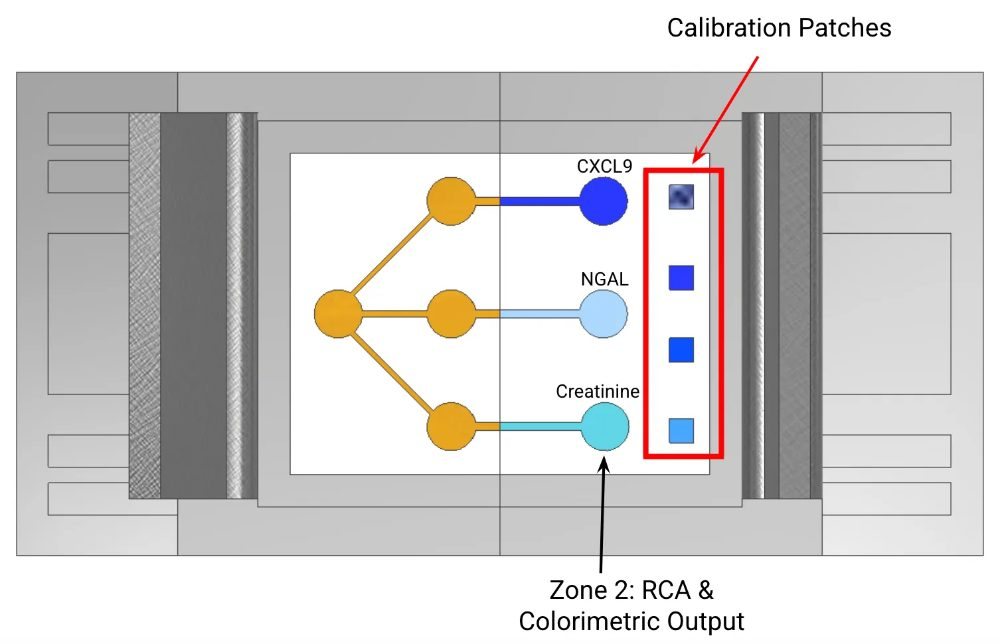 Calibration Patches
CXCL9
NGAL
Creatinine
Zone 2: RCA &
Colorimetric Output